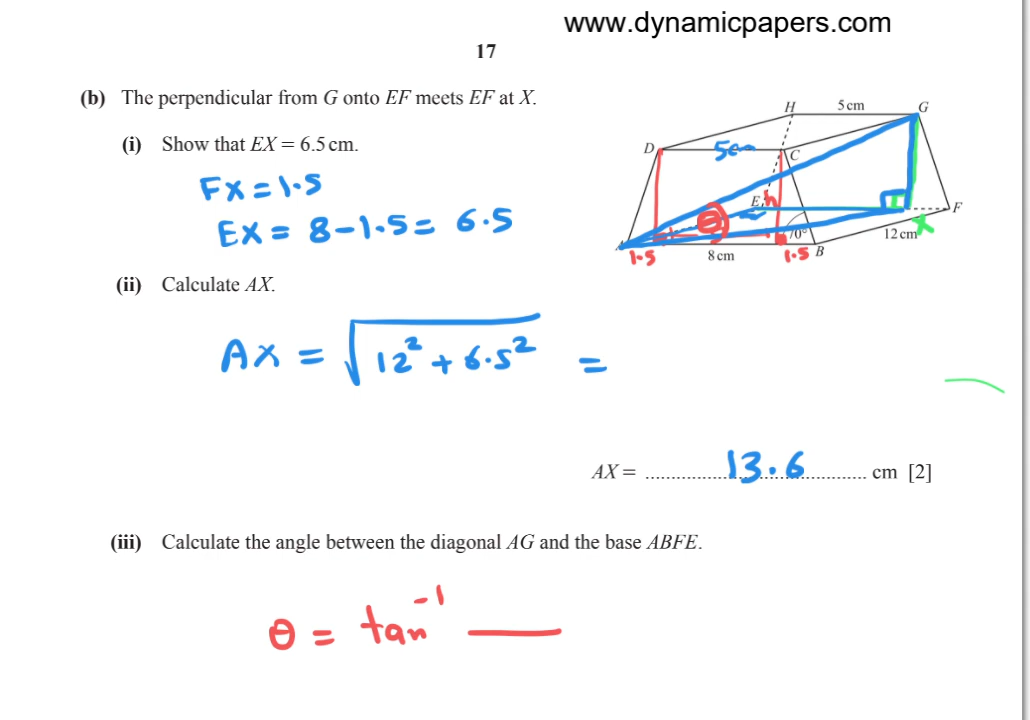 www.dynamicpapers.com
17
(b) The perpendicular from G onto EF meets EF at X.
(i) Show that EX = 6.5 cm.
FX = 1.5
EX = 8 - 1.5 = 6.5
H 5 cm G
D 5cm C
E h F
70° 12 cm X
1.5 8 cm 1.5 B
θ
(ii) Calculate AX.
AX = √12² + 6.5² =
AX = .......... 13.6 .......... cm [2]
(iii) Calculate the angle between the diagonal AG and the base ABFE.
θ = tan⁻¹ ___